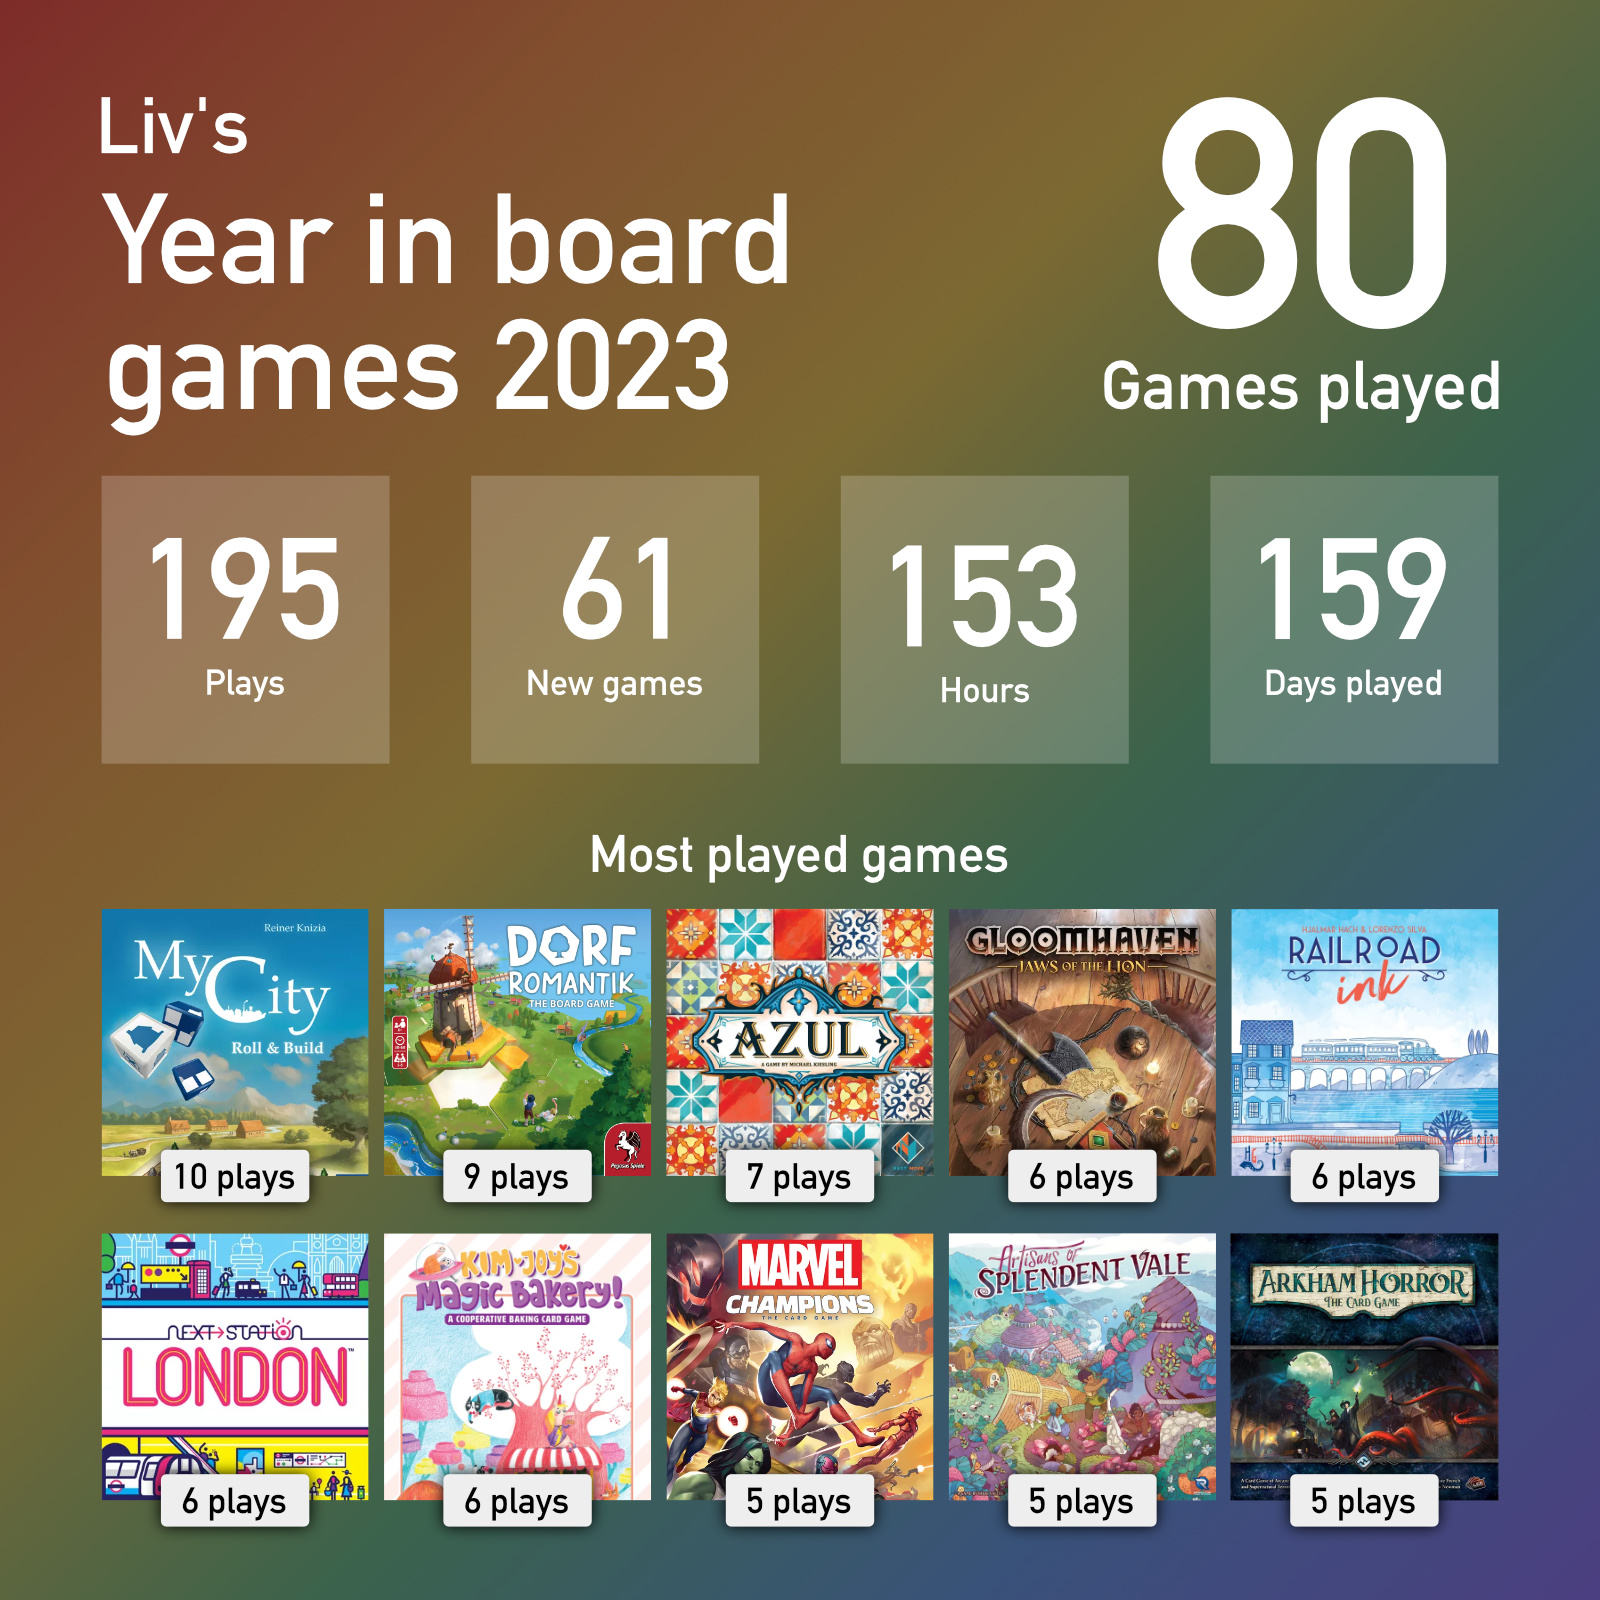 Liv's
Year in board
games 2023
80
Games played
195
Plays
61
New games
153
Hours
159
Days played
Most played games
Reiner Knizia
My City
Roll & Build
10 plays
DORF
ROMANTIK
THE BOARD GAME
Pegasus Spiele
9 plays
AZUL
A GAME BY MICHAEL KIESLING
NEXT MOVE
7 plays
GLOOMHAVEN
JAWS OF THE LION
6 plays
HJALMAR HACH & LORENZO SILVA
RAILROAD
ink
6 plays
NEXT STATION
LONDON
6 plays
KIM-JOY'S
Magic Bakery!
A COOPERATIVE BAKING CARD GAME
6 plays
MARVEL
CHAMPIONS
THE CARD GAME
5 plays
Artisans of
SPLENDENT VALE
5 plays
ARKHAM HORROR
THE CARD GAME
5 plays